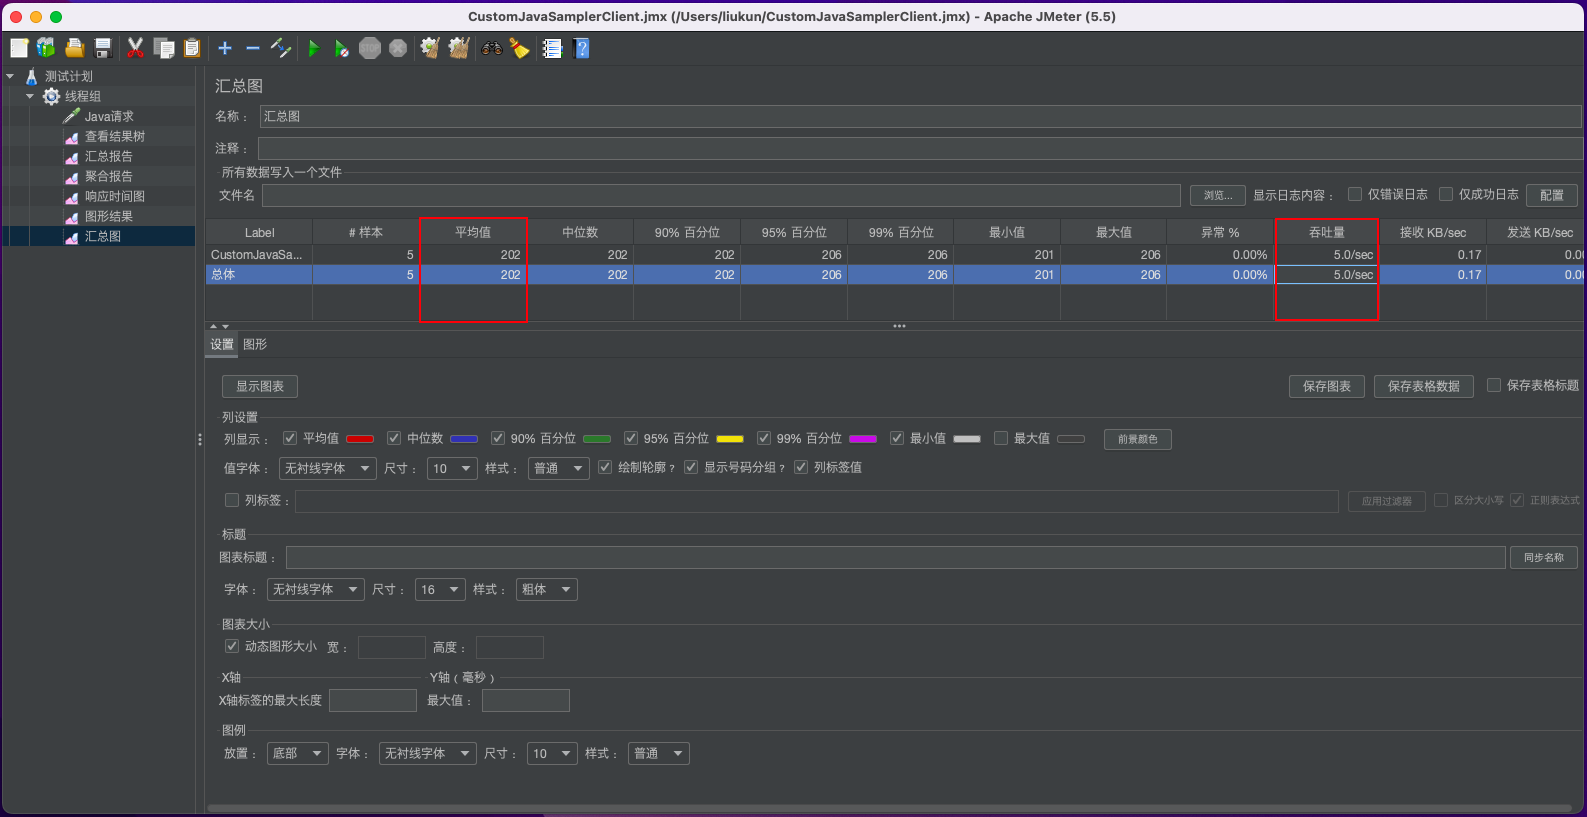 CustomJavaSamplerClient.jmx (/Users/liukun/CustomJavaSamplerClient.jmx) - Apache JMeter (5.5)
STOP
测试计划
线程组
Java请求
查看结果树
汇总报告
聚合报告
响应时间图
图形结果
汇总图
汇总图
名称： 汇总图
注释：
所有数据写入一个文件
文件名 浏览... 显示日志内容： 仅错误日志 仅成功日志 配置
Label # 样本 平均值 中位数 90% 百分位 95% 百分位 99% 百分位 最小值 最大值 异常 % 吞吐量 接收 KB/sec 发送 KB/sec
CustomJavaSa... 5 202 202 202 206 206 201 206 0.00% 5.0/sec 0.17 0.00
总体 5 202 202 202 206 206 201 206 0.00% 5.0/sec 0.17 0.00
设置 图形
显示图表 保存图表 保存表格数据 保存表格标题
列设置
列显示： 平均值 中位数 90% 百分位 95% 百分位 99% 百分位 最小值 最大值 前景颜色
值字体： 无衬线字体 尺寸： 10 样式： 普通 绘制轮廓？ 显示号码分组？ 列标签值
列标签： 应用过滤器 区分大小写 正则表达式
标题
图表标题： 同步名称
字体： 无衬线字体 尺寸： 16 样式： 粗体
图表大小
动态图形大小 宽： 高度：
X轴 Y轴（毫秒）
X轴标签的最大长度 最大值：
图例
放置： 底部 字体： 无衬线字体 尺寸： 10 样式： 普通